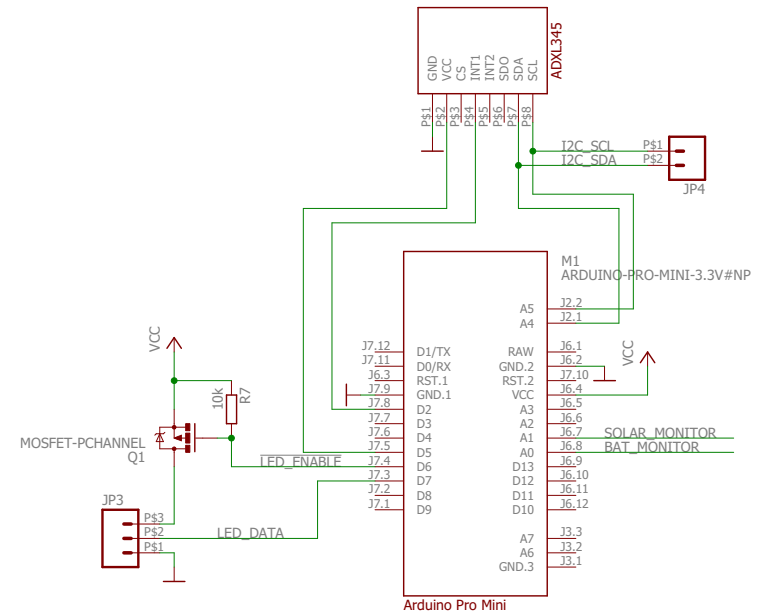 ADXL345
GND
VCC
CS
INT1
INT2
SDO
SDA
SCL
P$1
P$2
P$3
P$4
P$5
P$6
P$7
P$8
I2C_SCL
I2C_SDA
P$1
P$2
JP4
M1
ARDUINO-PRO-MINI-3.3V#NP
J7.12 D1/TX
J7.11 D0/RX
J6.3 RST.1
J7.9 GND.1
J7.8 D2
J7.7 D3
J7.6 D4
J7.5 D5
J7.4 D6
J7.3 D7
J7.2 D8
J7.1 D9
A5 J2.2
A4 J2.1
RAW J6.1
GND.2 J6.2
RST.2 J7.10
VCC J6.4
A3 J6.5
A2 J6.6
A1 J6.7
A0 J6.8
D13 J6.9
D12 J6.10
D11 J6.11
D10 J6.12
A7 J3.3
A6 J3.2
GND.3 J3.1
VCC
SOLAR_MONITOR
BAT_MONITOR
VCC
10k
R7
MOSFET-PCHANNEL
Q1
LED_ENABLE
JP3
P$3
P$2
P$1
LED_DATA
Arduino Pro Mini